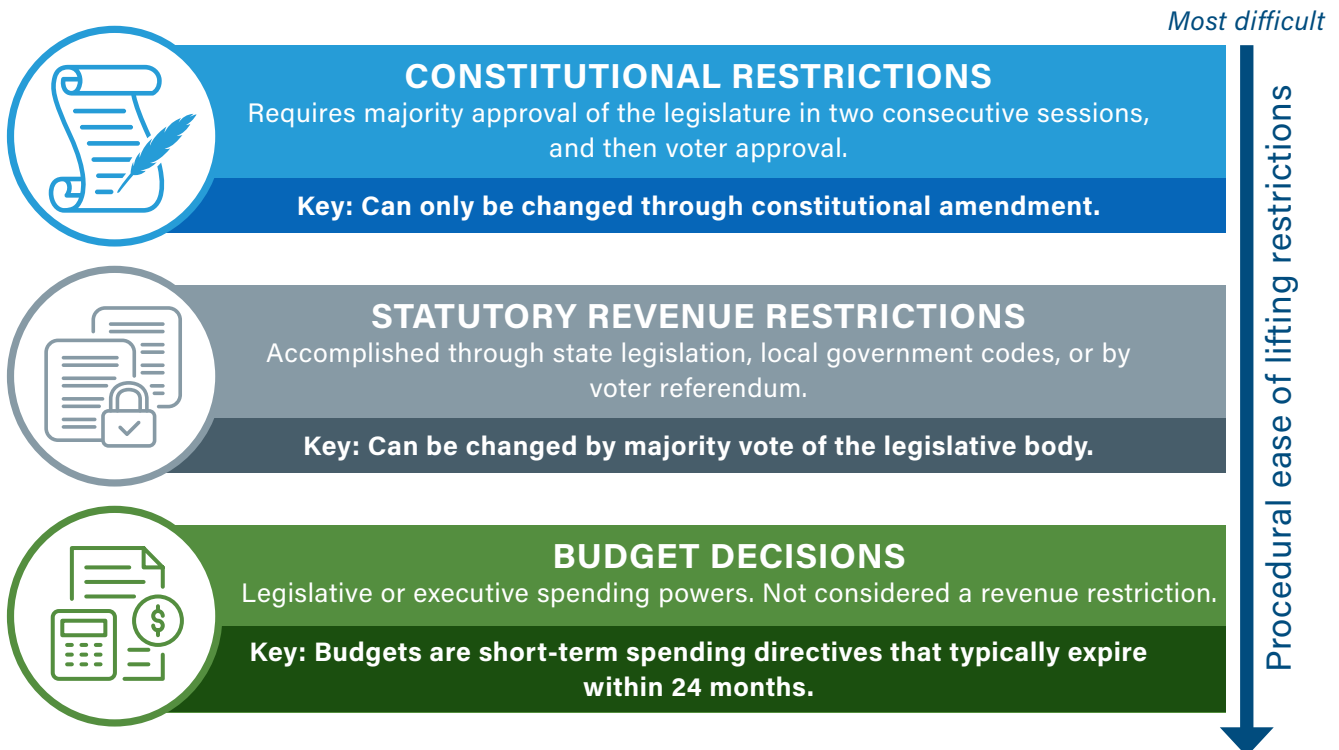 Most difficult
CONSTITUTIONAL RESTRICTIONS
Requires majority approval of the legislature in two consecutive sessions,
and then voter approval.
Key: Can only be changed through constitutional amendment.
STATUTORY REVENUE RESTRICTIONS
Accomplished through state legislation, local government codes, or by
voter referendum.
Key: Can be changed by majority vote of the legislative body.
BUDGET DECISIONS
Legislative or executive spending powers. Not considered a revenue restriction.
Key: Budgets are short-term spending directives that typically expire
within 24 months.
Procedural ease of lifting restrictions
$